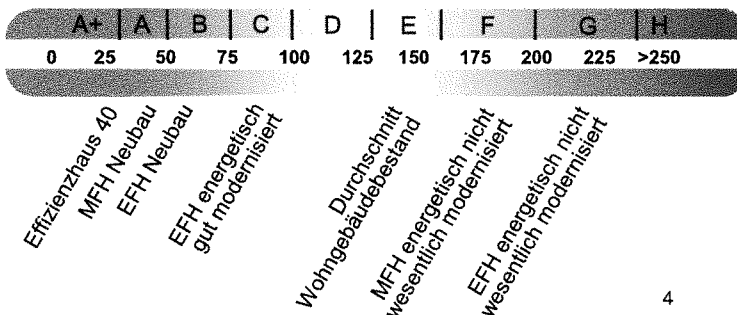 A+ A B C D E F G H
0 25 50 75 100 125 150 175 200 225 >250
Effizienzhaus 40
MFH Neubau
EFH Neubau
EFH energetisch
gut modernisiert
Durchschnitt
Wohngebäudebestand
MFH energetisch nicht
wesentlich modernisiert
EFH energetisch nicht
wesentlich modernisiert
4